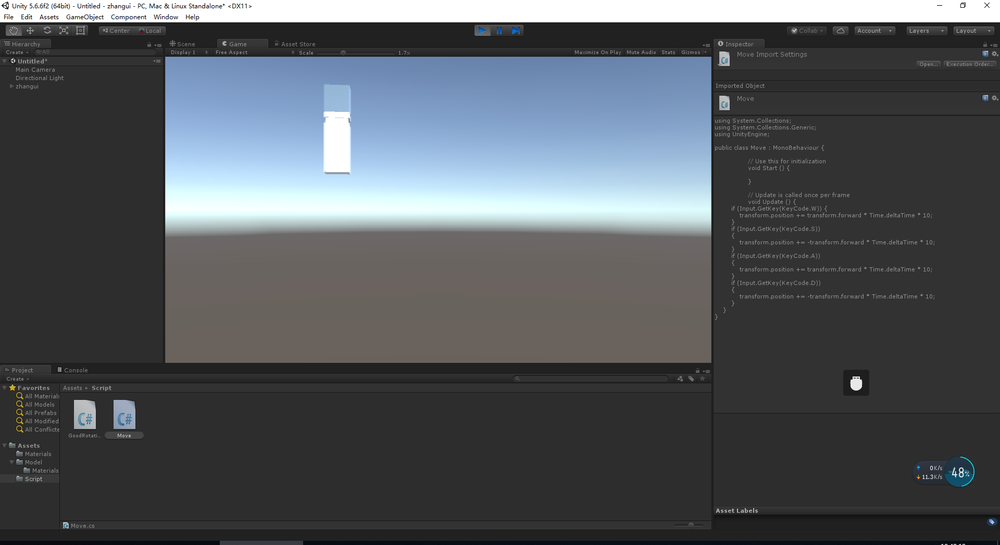 Unity 5.6.6f2 (64bit) - Untitled - zhangui - PC, Mac & Linux Standalone* <DX11>
File Edit Assets GameObject Component Window Help
Center Local
Collab Account Layers Layout
Hierarchy
Create All
Untitled*
Main Camera
Directional Light
zhangui
Scene Game Asset Store
Display 1 Free Aspect Scale 1.7x Maximize On Play Mute Audio Stats Gizmos
Inspector
C# Move Import Settings
Open... Execution Order...
Imported Object
C# Move
using System.Collections;
using System.Collections.Generic;
using UnityEngine;
public class Move : MonoBehaviour {
// Use this for initialization
void Start () {
}
// Update is called once per frame
void Update () {
if (Input.GetKey(KeyCode.W)) {
transform.position += transform.forward * Time.deltaTime * 10;
}
if (Input.GetKey(KeyCode.S))
{
transform.position += -transform.forward * Time.deltaTime * 10;
}
if (Input.GetKey(KeyCode.A))
{
transform.position += transform.forward * Time.deltaTime * 10;
}
if (Input.GetKey(KeyCode.D))
{
transform.position += -transform.forward * Time.deltaTime * 10;
}
}
}
Project Console
Create
Favorites
All Materials
All Models
All Prefabs
All Modified
All Conflicte
Assets
Materials
Model
Materials
Script
Assets Script
C# C#
GoodRotati... Move
Move.cs
0K/s
11.3K/s
48%
Asset Labels